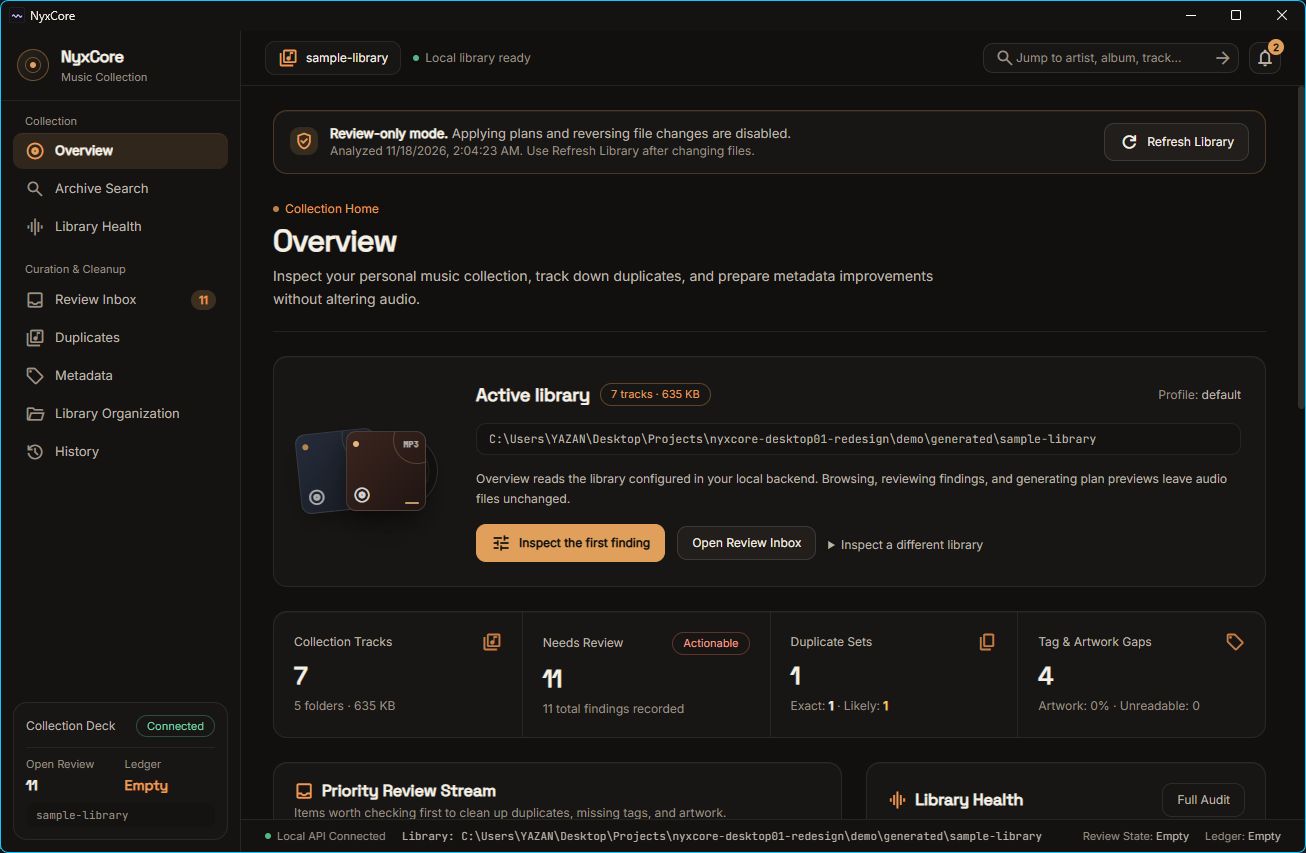 NyxCore
NyxCore
Music Collection
Collection
Overview
Archive Search
Library Health
Curation & Cleanup
Review Inbox 11
Duplicates
Metadata
Library Organization
History
Collection Deck Connected
Open Review Ledger
11 Empty
sample-library
sample-library Local library ready
Jump to artist, album, track...
2
Review-only mode. Applying plans and reversing file changes are disabled.
Analyzed 11/18/2026, 2:04:23 AM. Use Refresh Library after changing files.
Refresh Library
Collection Home
Overview
Inspect your personal music collection, track down duplicates, and prepare metadata improvements
without altering audio.
MP3
Active library 7 tracks · 635 KB Profile: default
C:\Users\YAZAN\Desktop\Projects\nyxcore-desktop01-redesign\demo\generated\sample-library
Overview reads the library configured in your local backend. Browsing, reviewing findings, and generating plan previews leave audio
files unchanged.
Inspect the first finding Open Review Inbox Inspect a different library
Collection Tracks
7
5 folders · 635 KB
Needs Review Actionable
11
11 total findings recorded
Duplicate Sets
1
Exact: 1 · Likely: 1
Tag & Artwork Gaps
4
Artwork: 0% · Unreadable: 0
Priority Review Stream
Items worth checking first to clean up duplicates, missing tags, and artwork.
Library Health Full Audit
Local API Connected Library: C:\Users\YAZAN\Desktop\Projects\nyxcore-desktop01-redesign\demo\generated\sample-library Review State: Empty Ledger: Empty